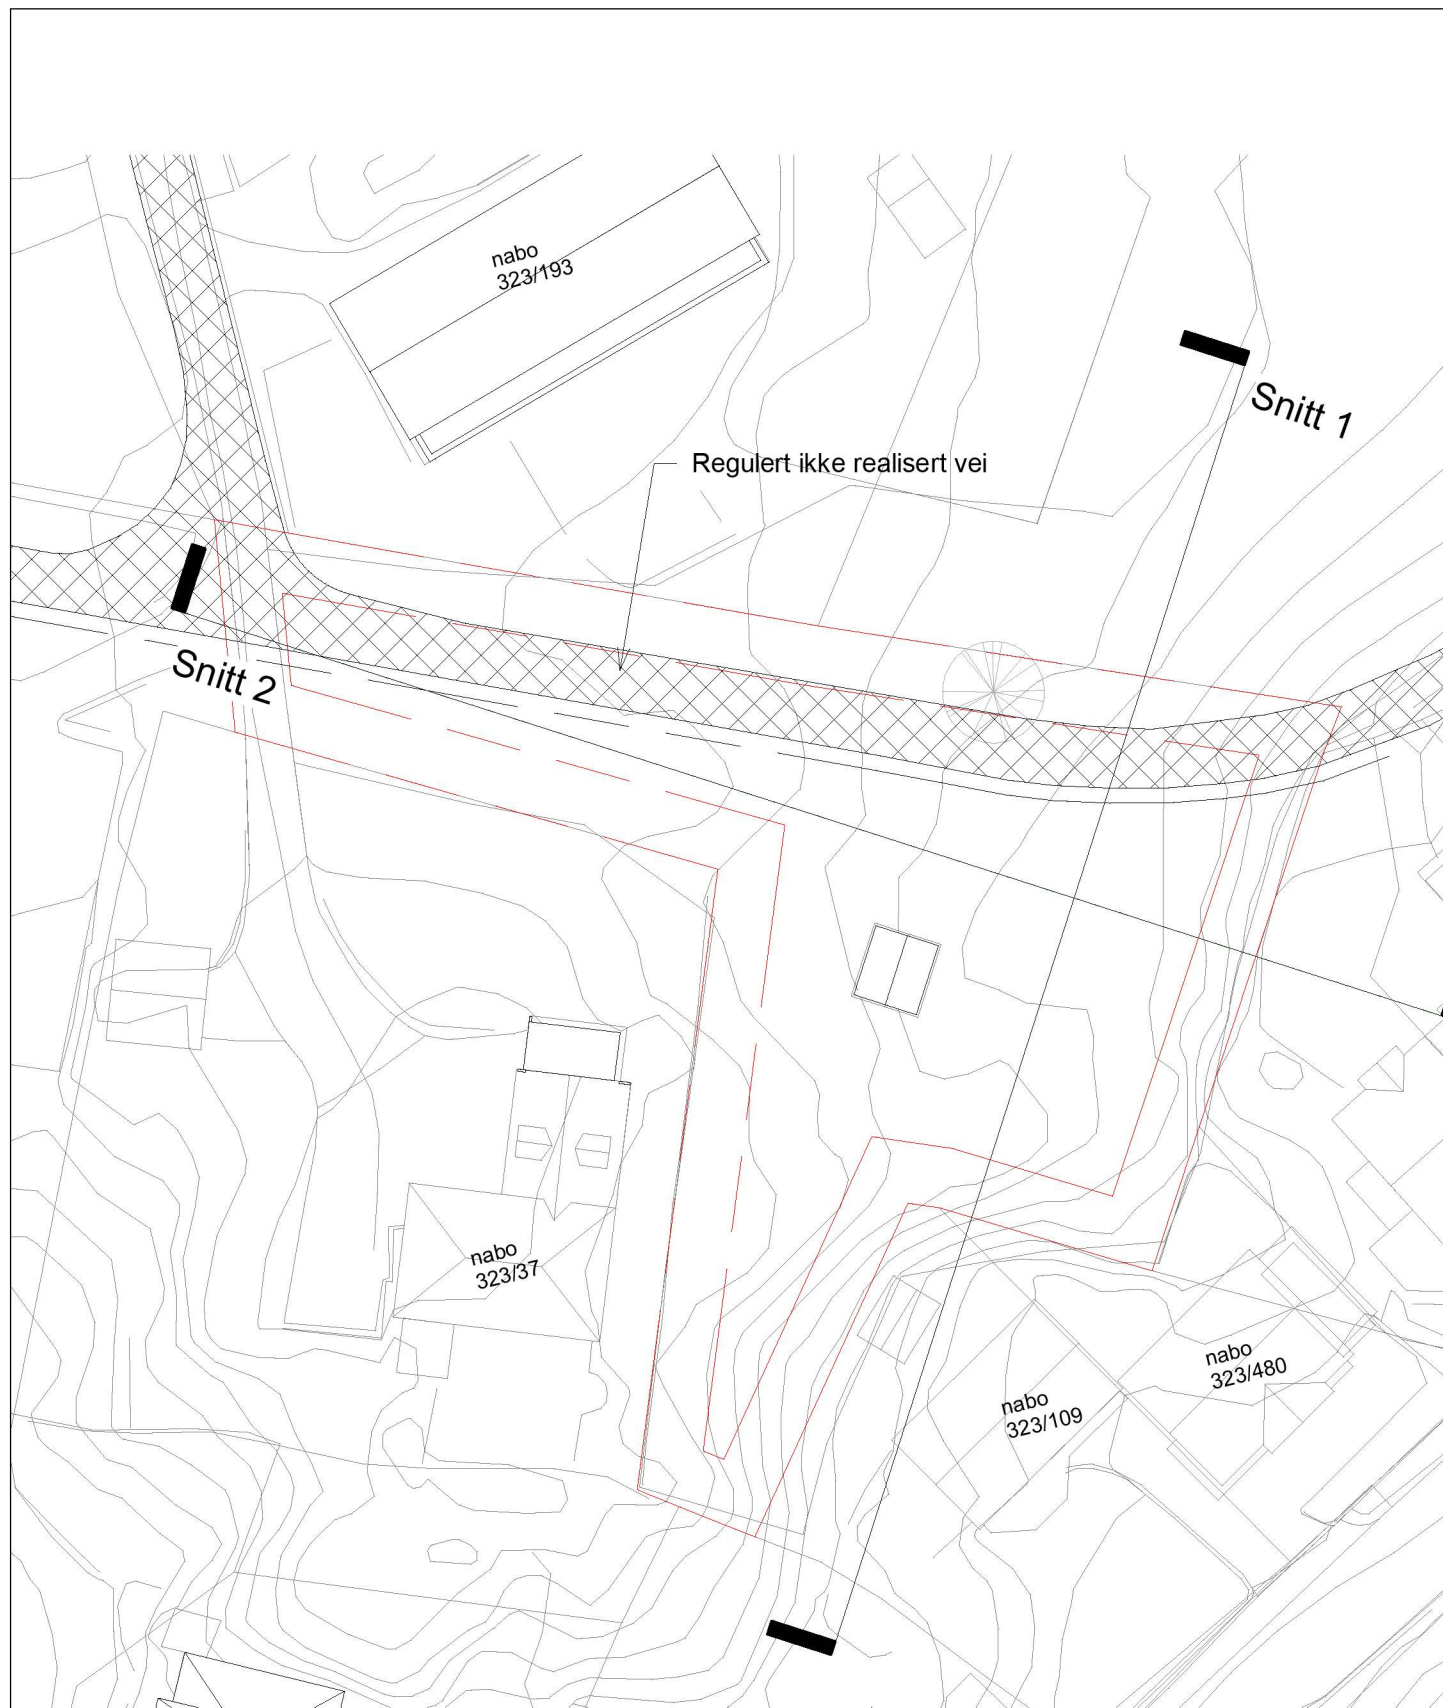 nabo
323/193
Snitt 1
Regulert ikke realisert vei
Snitt 2
nabo
323/37
nabo
323/480
nabo
323/109